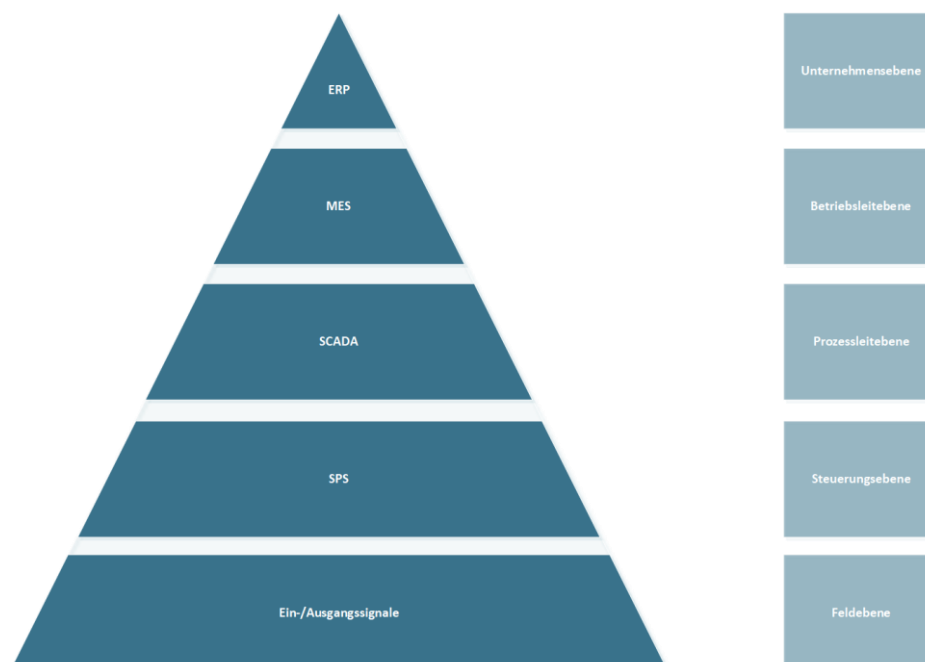 ERP
Unternehmensebene
MES
Betriebsleitebene
SCADA
Prozessleitebene
SPS
Steuerungsebene
Ein-/Ausgangssignale
Feldebene